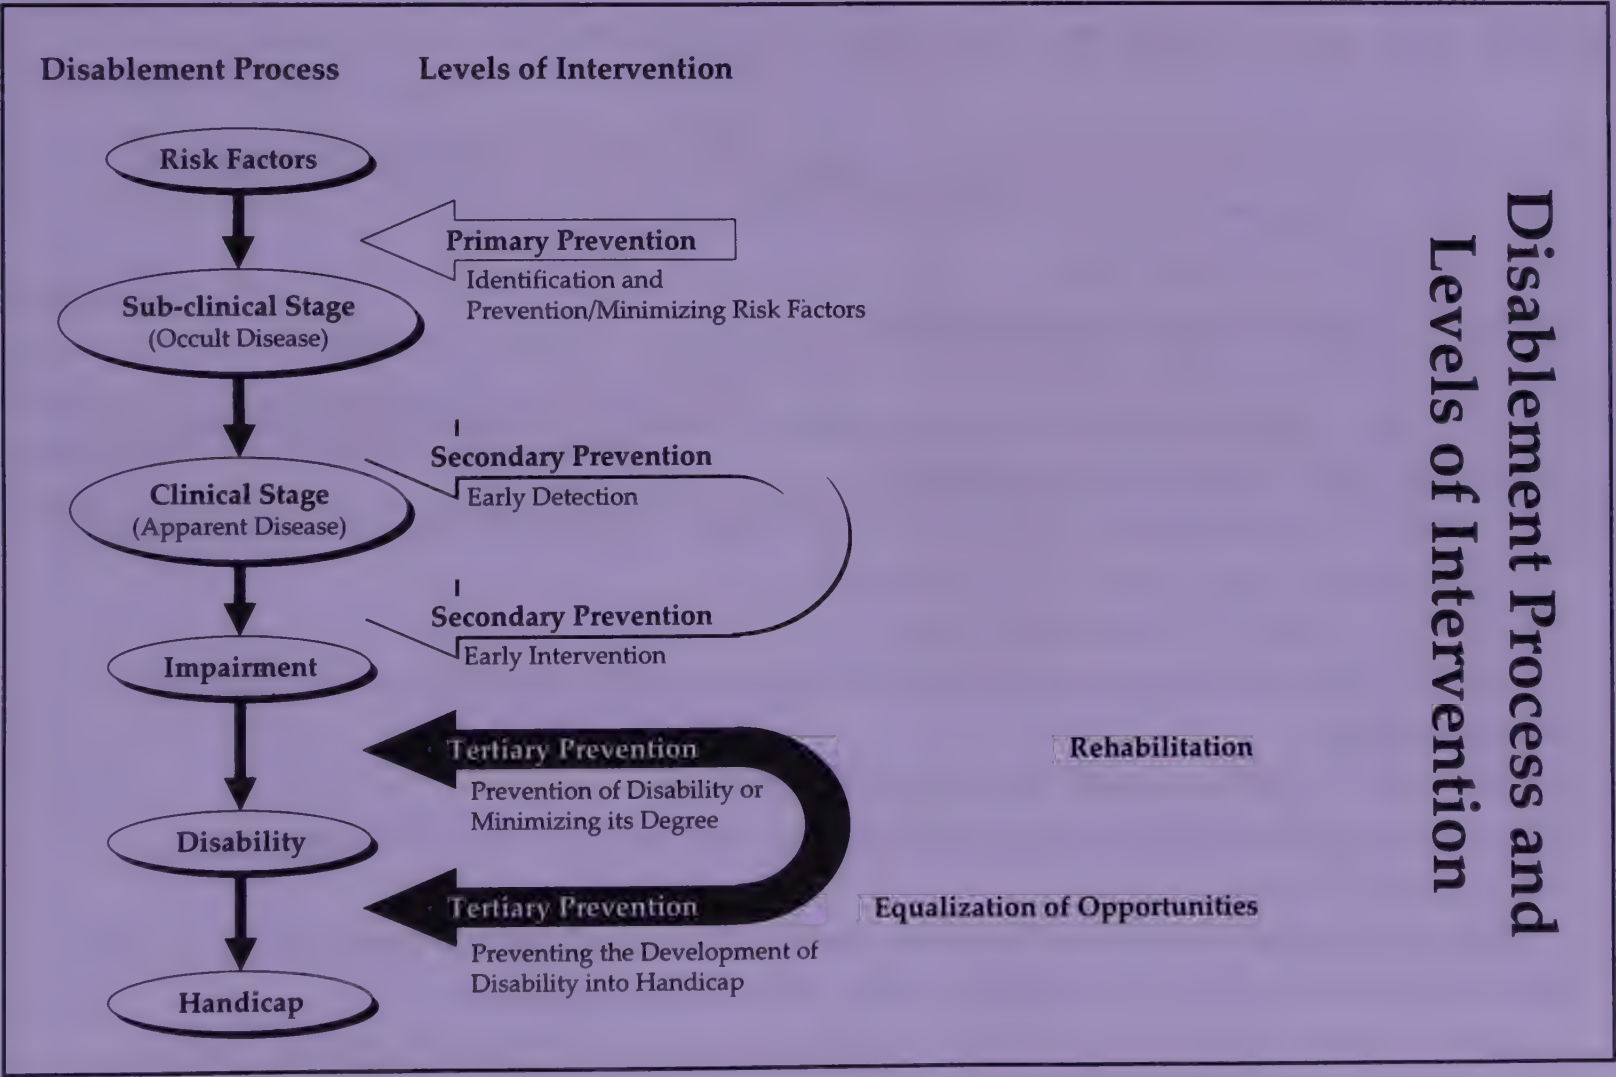 Disablement Process
Levels of Intervention
Risk Factors
Primary Prevention
Identification and
Prevention/Minimizing Risk Factors
Sub-clinical Stage
(Occult Disease)
Secondary Prevention
Early Detection
Clinical Stage
(Apparent Disease)
Secondary Prevention
Early Intervention
Impairment
Tertiary Prevention
Rehabilitation
Prevention of Disability or
Minimizing its Degree
Disability
Tertiary Prevention
Equalization of Opportunities
Preventing the Development of
Disability into Handicap
Handicap
Disablement Process and
Levels of Intervention